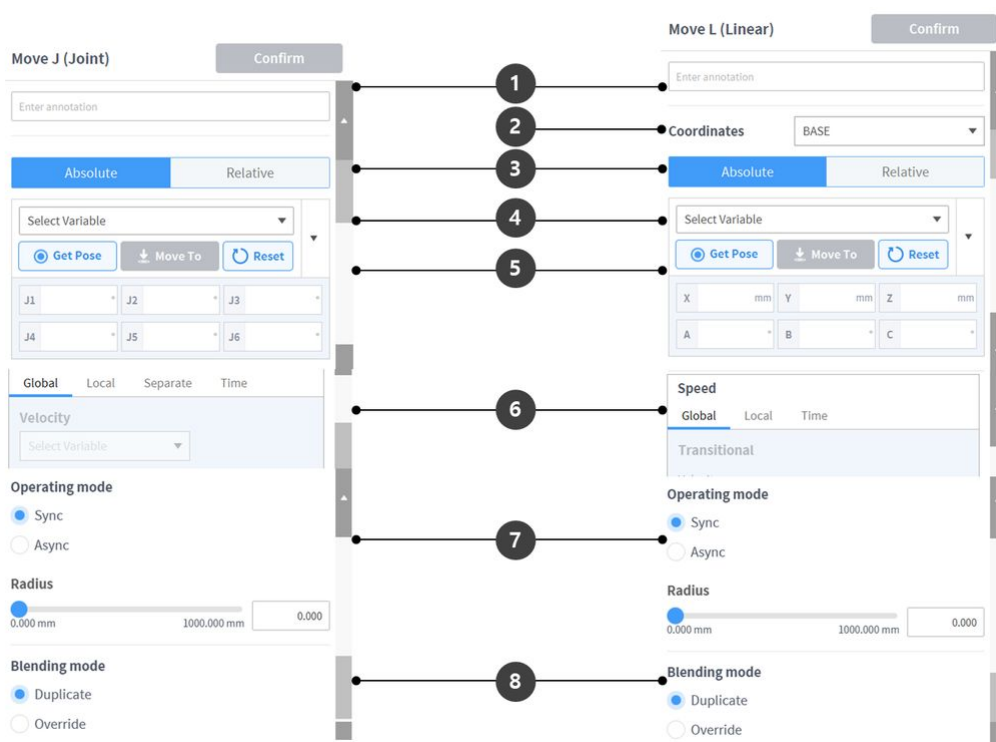 Move J (Joint)
Confirm
Enter annotation
Absolute
Relative
Select Variable
Get Pose
Move To
Reset
J1 °
J2 °
J3 °
J4 °
J5 °
J6 °
Global
Local
Separate
Time
Velocity
Select Variable
Operating mode
Sync
Async
Radius
0.000 mm
1000.000 mm
0.000
Blending mode
Duplicate
Override
1
2
3
4
5
6
7
8
Move L (Linear)
Confirm
Enter annotation
Coordinates
BASE
Absolute
Relative
Select Variable
Get Pose
Move To
Reset
X mm
Y mm
Z mm
A °
B °
C °
Speed
Global
Local
Time
Transitional
Operating mode
Sync
Async
Radius
0.000 mm
1000.000 mm
0.000
Blending mode
Duplicate
Override